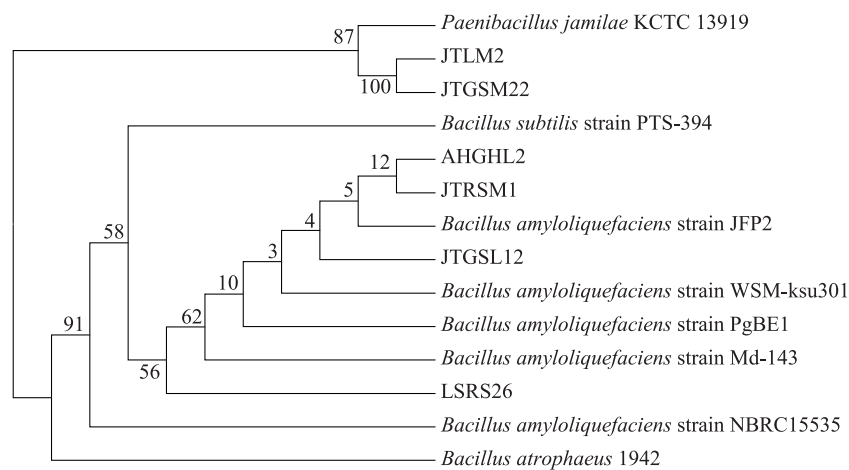 Paenibacillus jamilae KCTC 13919
87
JTLM2
100
JTGSM22
Bacillus subtilis strain PTS-394
AHGHL2
12
JTRSM1
5
Bacillus amyloliquefaciens strain JFP2
4
JTGSL12
58
3
Bacillus amyloliquefaciens strain WSM-ksu301
10
Bacillus amyloliquefaciens strain PgBE1
91
62
Bacillus amyloliquefaciens strain Md-143
56
LSRS26
Bacillus amyloliquefaciens strain NBRC15535
Bacillus atrophaeus 1942